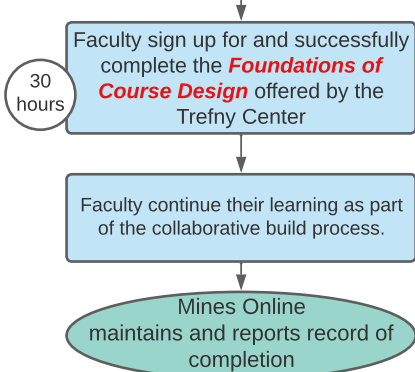 Faculty sign up for and successfully
complete the Foundations of
Course Design offered by the
Trefny Center
30
hours
Faculty continue their learning as part
of the collaborative build process.
Mines Online
maintains and reports record of
completion